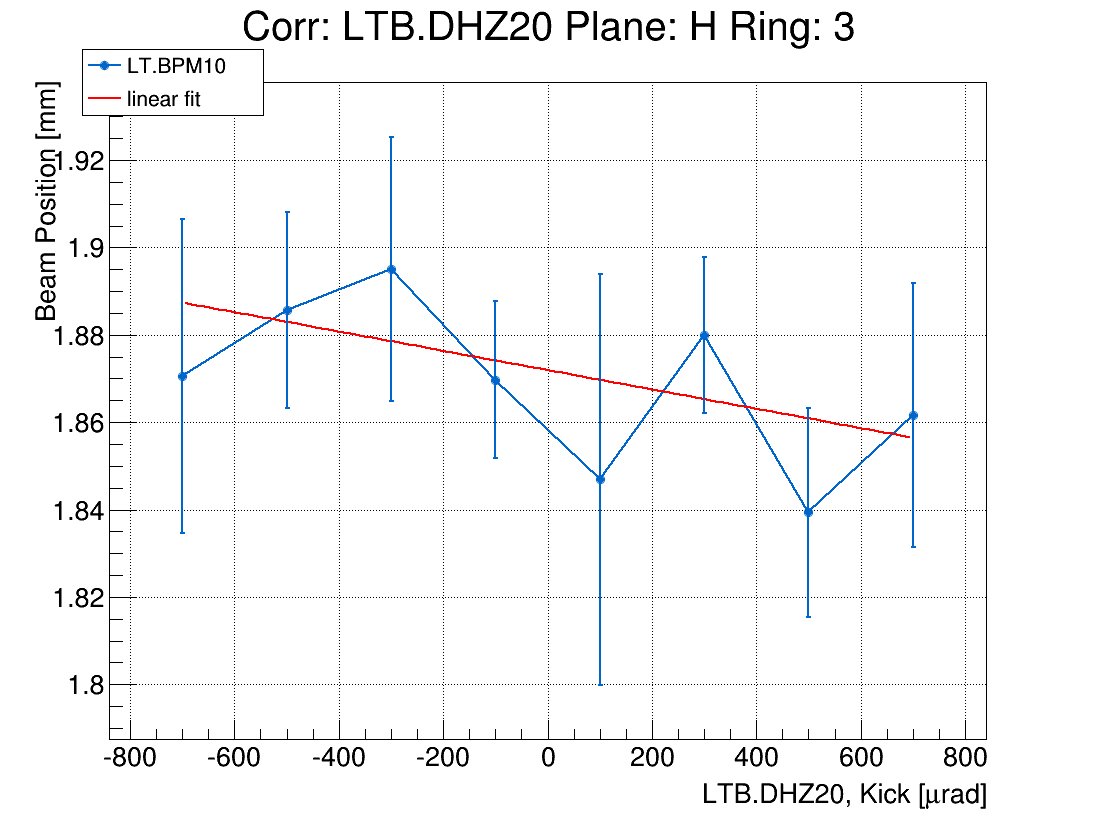 Corr: LTB.DHZ20 Plane: H Ring: 3
LT.BPM10
linear fit
Beam Position [mm]
1.92
1.9
1.88
1.86
1.84
1.82
1.8
-800 -600 -400 -200 0 200 400 600 800
LTB.DHZ20, Kick [μrad]